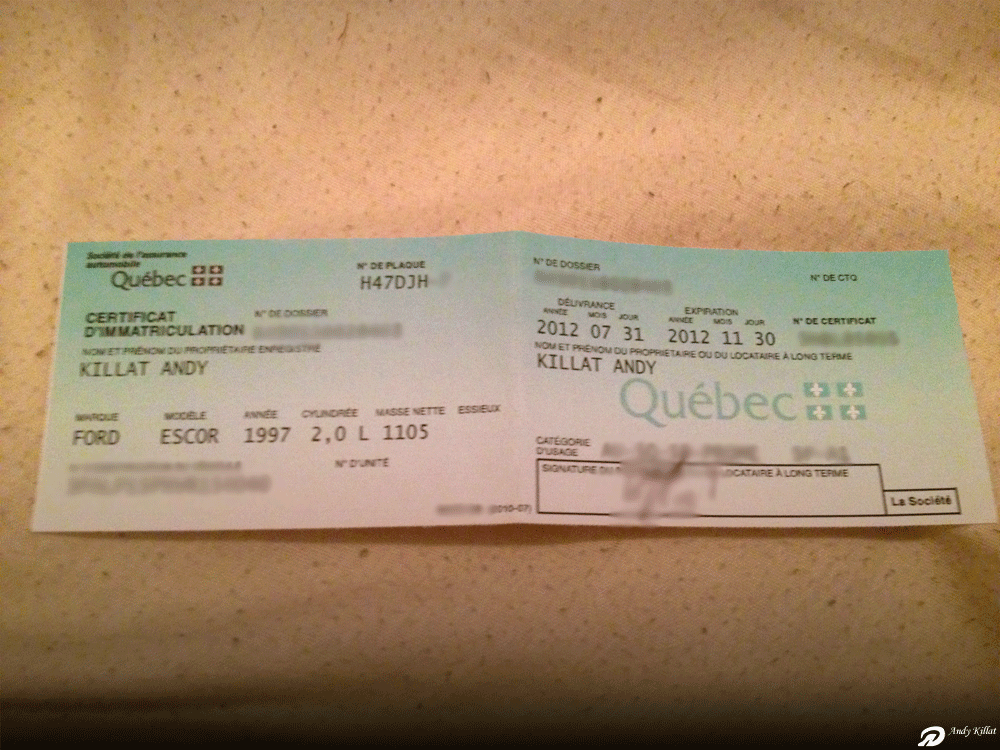 Société de l'assurance
automobile
Québec
N° DE PLAQUE
H47DJH
CERTIFICAT
D'IMMATRICULATION
N° DE DOSSIER
NOM ET PRÉNOM DU PROPRIÉTAIRE ENREGISTRÉ
KILLAT ANDY
MARQUE MODÈLE ANNÉE CYLINDRÉE MASSE NETTE ESSIEUX
FORD ESCOR 1997 2,0 L 1105
N° D'UNITÉ
(2010-07)
N° DE DOSSIER
N° DE CTQ
DÉLIVRANCE EXPIRATION
ANNÉE MOIS JOUR ANNÉE MOIS JOUR N° DE CERTIFICAT
2012 07 31 2012 11 30
NOM ET PRÉNOM DU PROPRIÉTAIRE OU DU LOCATAIRE À LONG TERME
KILLAT ANDY
Québec
CATÉGORIE
D'USAGE
SIGNATURE DU LOCATAIRE À LONG TERME
La Société
Andy Killat